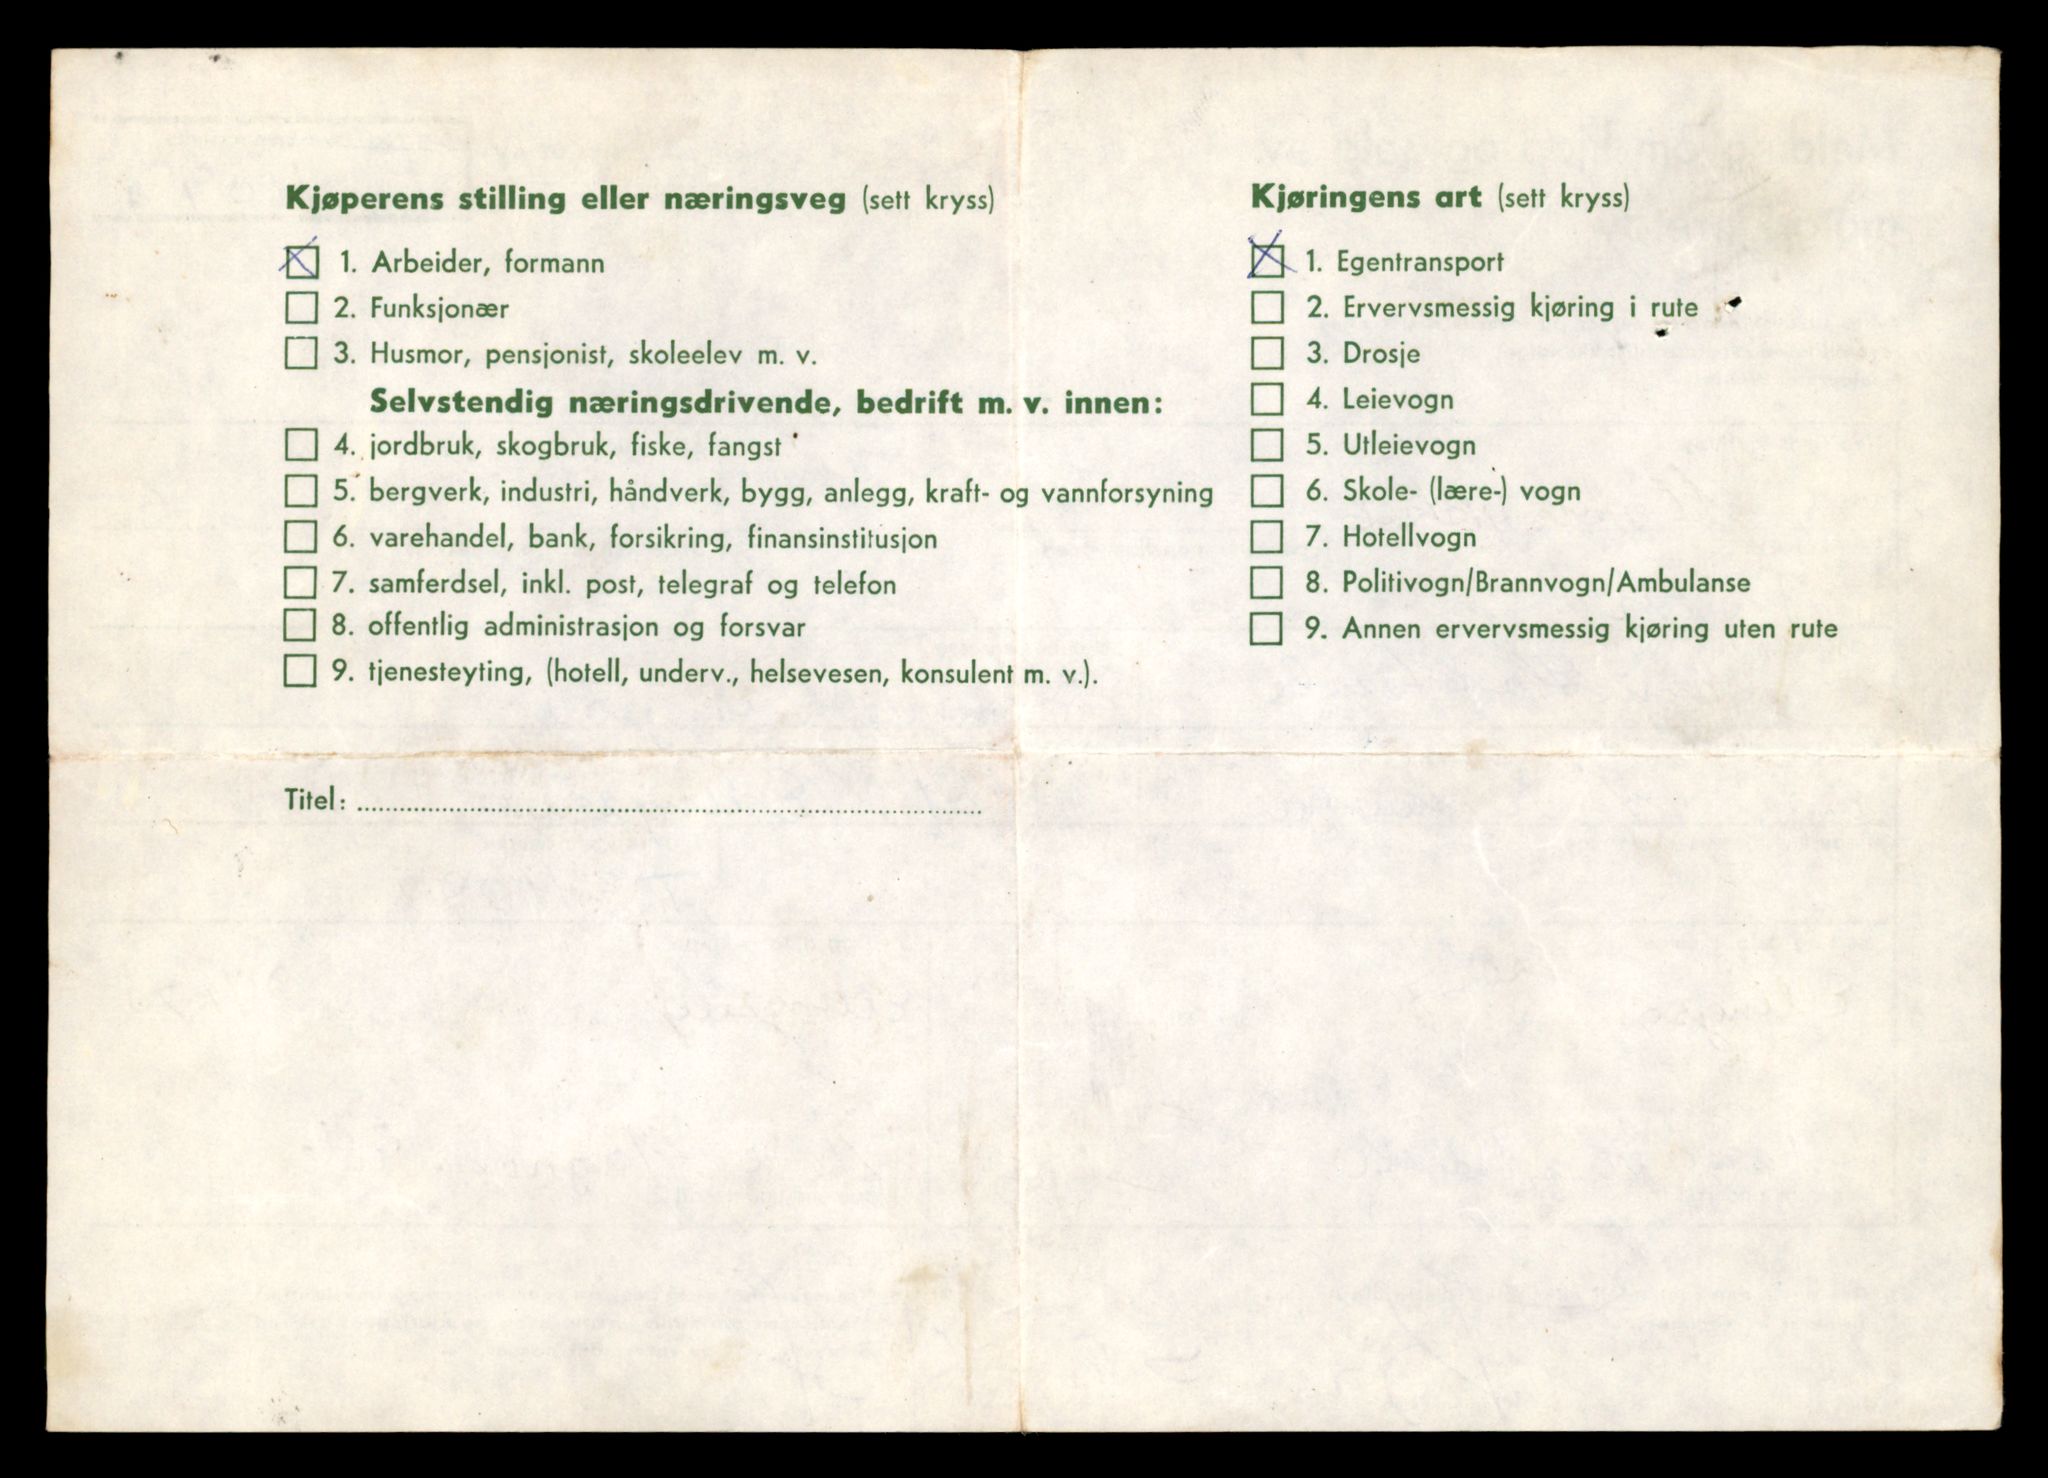 Kjøperens stilling eller næringsveg (sett kryss)
1. Arbeider, formann
2. Funksjonær
3. Husmor, pensjonist, skoleelev m. v.
Selvstendig næringsdrivende, bedrift m. v. innen:
4. jordbruk, skogbruk, fiske, fangst
5. bergverk, industri, håndverk, bygg, anlegg, kraft- og vannforsyning
6. varehandel, bank, forsikring, finansinstitusjon
7. samferdsel, inkl. post, telegraf og telefon
8. offentlig administrasjon og forsvar
9. tjenesteyting, (hotell, underv., helsevesen, konsulent m. v.).
Titel:
Kjøringens art (sett kryss)
1. Egentransport
2. Ervervsmessig kjøring i rute
3. Drosje
4. Leievogn
5. Utleievogn
6. Skole- (lære-) vogn
7. Hotellvogn
8. Politivogn/Brannvogn/Ambulanse
9. Annen ervervsmessig kjøring uten rute